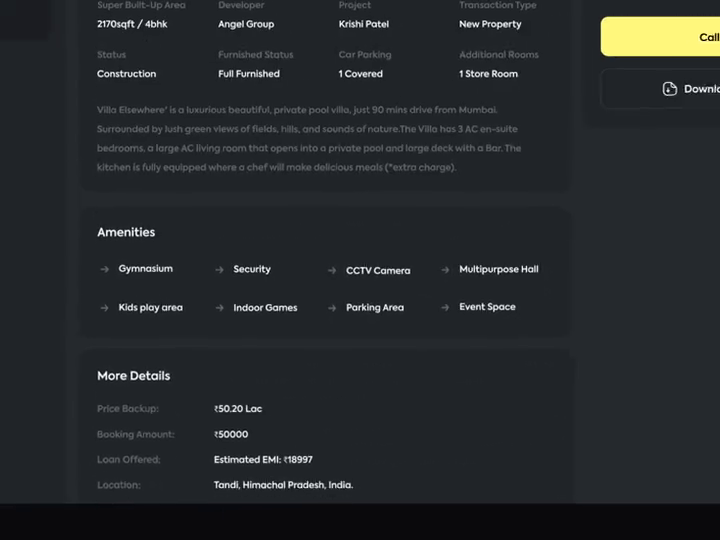 Super Built-Up Area Developer Project Transaction Type
2170sqft / 4bhk Angel Group Krishi Patel New Property
Status Furnished Status Car Parking Additional Rooms
Construction Full Furnished 1 Covered 1 Store Room
Villa Elsewhere' is a luxurious beautiful, private pool villa, just 90 mins drive from Mumbai.
Surrounded by lush green views of fields, hills, and sounds of nature.The Villa has 3 AC en-suite
bedrooms, a large AC living room that opens into a private pool and large deck with a Bar. The
kitchen is fully equipped where a chef will make delicious meals (*extra charge).
Amenities
Gymnasium Security CCTV Camera Multipurpose Hall
Kids play area Indoor Games Parking Area Event Space
More Details
Price Backup: ₹50.20 Lac
Booking Amount: ₹50000
Loan Offered: Estimated EMI: ₹18997
Location: Tandi, Himachal Pradesh, India.
Call